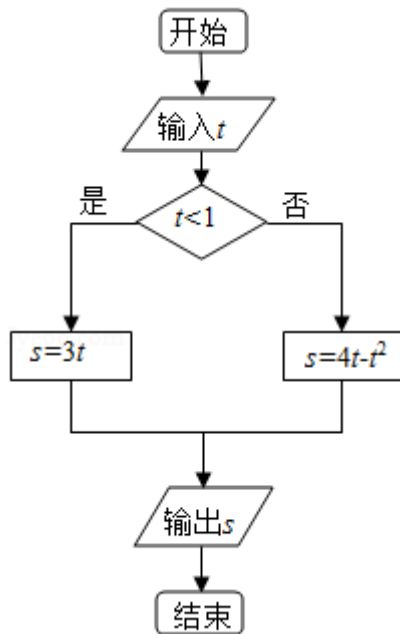 开始
输入t
t<1
是
否
s=3t
s=4t-t²
输出s
结束